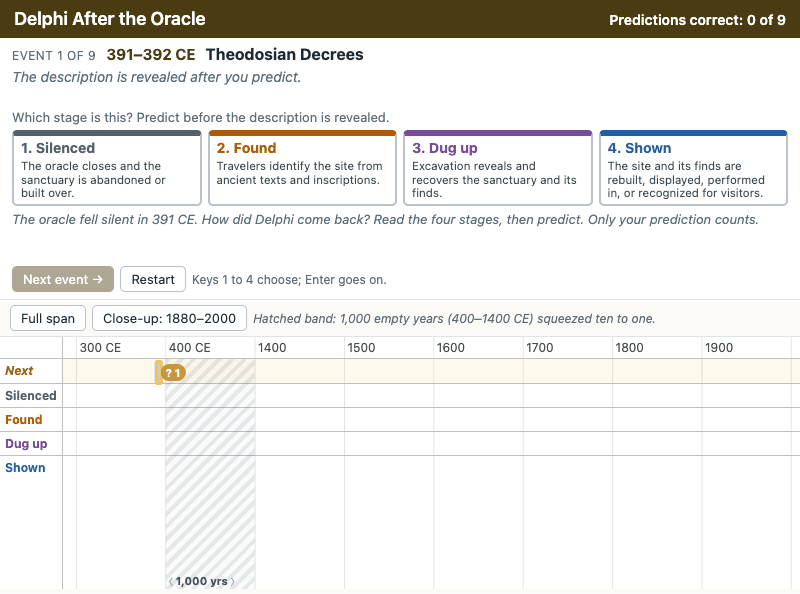 Delphi After the Oracle
Predictions correct: 0 of 9
EVENT 1 OF 9 391–392 CE Theodosian Decrees
The description is revealed after you predict.
Which stage is this? Predict before the description is revealed.
1. Silenced
The oracle closes and the
sanctuary is abandoned or
built over.
2. Found
Travelers identify the site from
ancient texts and inscriptions.
3. Dug up
Excavation reveals and
recovers the sanctuary and its
finds.
4. Shown
The site and its finds are
rebuilt, displayed, performed
in, or recognized for visitors.
The oracle fell silent in 391 CE. How did Delphi come back? Read the four stages, then predict. Only your prediction counts.
Next event → Restart Keys 1 to 4 choose; Enter goes on.
Full span Close-up: 1880–2000 Hatched band: 1,000 empty years (400–1400 CE) squeezed ten to one.
300 CE 400 CE 1400 1500 1600 1700 1800 1900
Next ? 1
Silenced
Found
Dug up
Shown
⟨1,000 yrs⟩